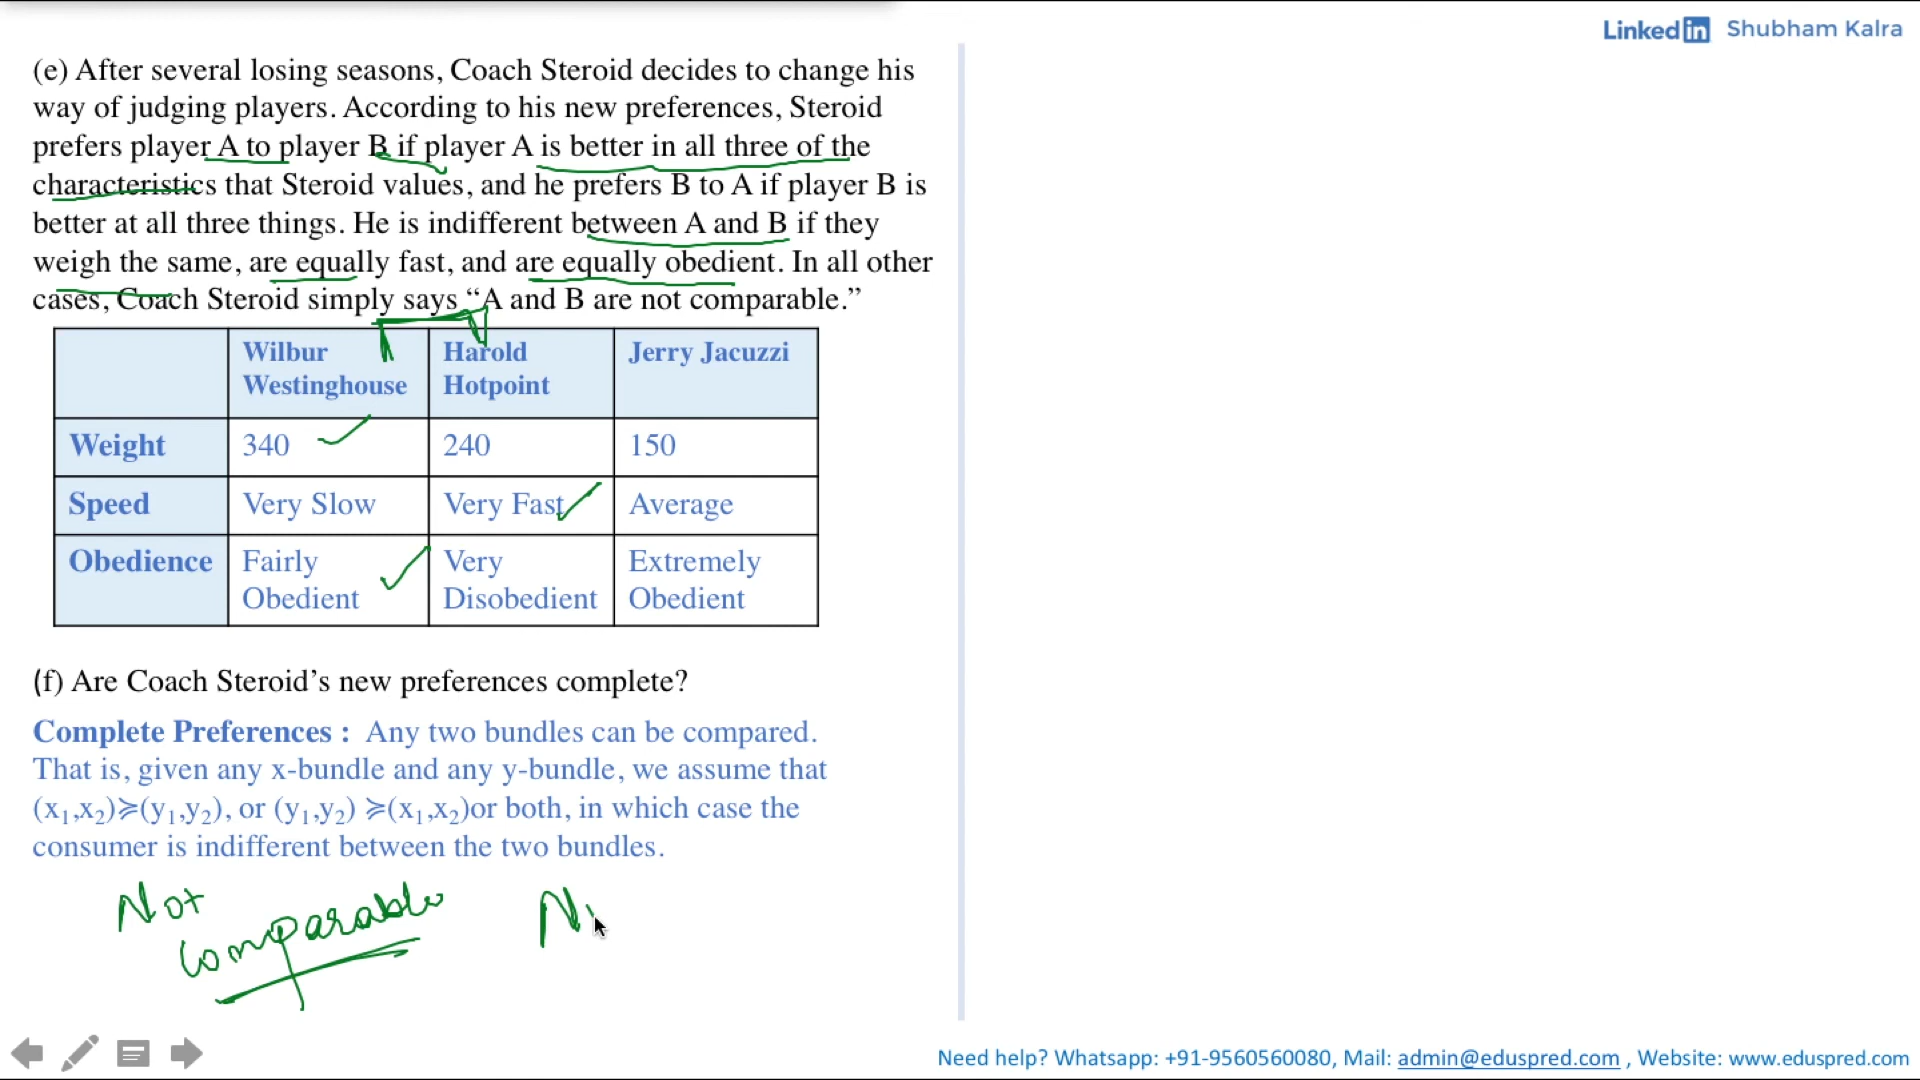 Linked in Shubham Kalra
(e) After several losing seasons, Coach Steroid decides to change his
way of judging players. According to his new preferences, Steroid
prefers player A to player B if player A is better in all three of the
characteristics that Steroid values, and he prefers B to A if player B is
better at all three things. He is indifferent between A and B if they
weigh the same, are equally fast, and are equally obedient. In all other
cases, Coach Steroid simply says “A and B are not comparable.”
Wilbur Harold Jerry Jacuzzi
Westinghouse Hotpoint
Weight 340 240 150
Speed Very Slow Very Fast Average
Obedience Fairly Very Extremely
Obedient Disobedient Obedient
(f) Are Coach Steroid’s new preferences complete?
Complete Preferences : Any two bundles can be compared.
That is, given any x-bundle and any y-bundle, we assume that
(x₁,x₂)≽(y₁,y₂), or (y₁,y₂) ≽(x₁,x₂)or both, in which case the
consumer is indifferent between the two bundles.
Not
Comparable
Need help? Whatsapp: +91-9560560080, Mail: admin@eduspred.com , Website: www.eduspred.com